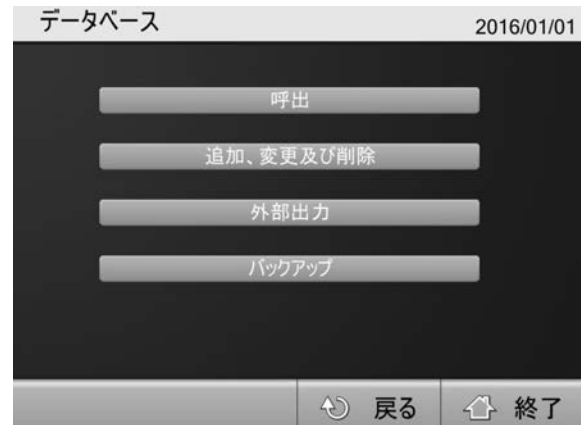 データベース
2016/01/01
呼出
追加、変更及び削除
外部出力
バックアップ
戻る
終了